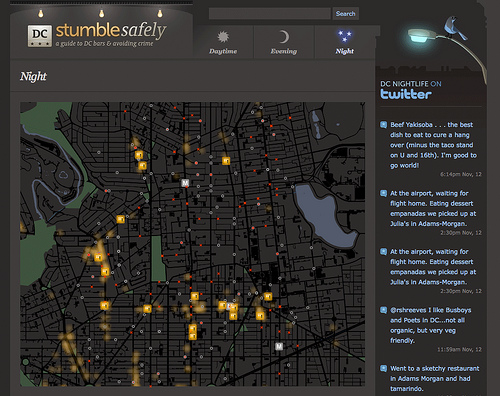 DC
stumblesafely
a guide to DC bars & avoiding crime
Search
Daytime
Evening
Night
Night
M
M
DC NIGHTLIFE ON
twitter
Beef Yakisoba . . . the best
dish to eat to cure a hang
over (minus the taco stand
on U and 16th). I'm good to
go world!
6:14pm Nov, 12
At the airport, waiting for
flight home. Eating dessert
empanadas we picked up at
Julia's in Adams-Morgan.
2:30pm Nov, 12
At the airport, waiting for
flight home. Eating dessert
empanadas we picked up at
Julia's in Adams-Morgan.
2:30pm Nov, 12
@rshreeves I like Busboys
and Poets in DC...not all
organic, but very veg
friendly.
11:59am Nov, 12
Went to a sketchy restaurant
in Adams Morgan and had
tamarindo.